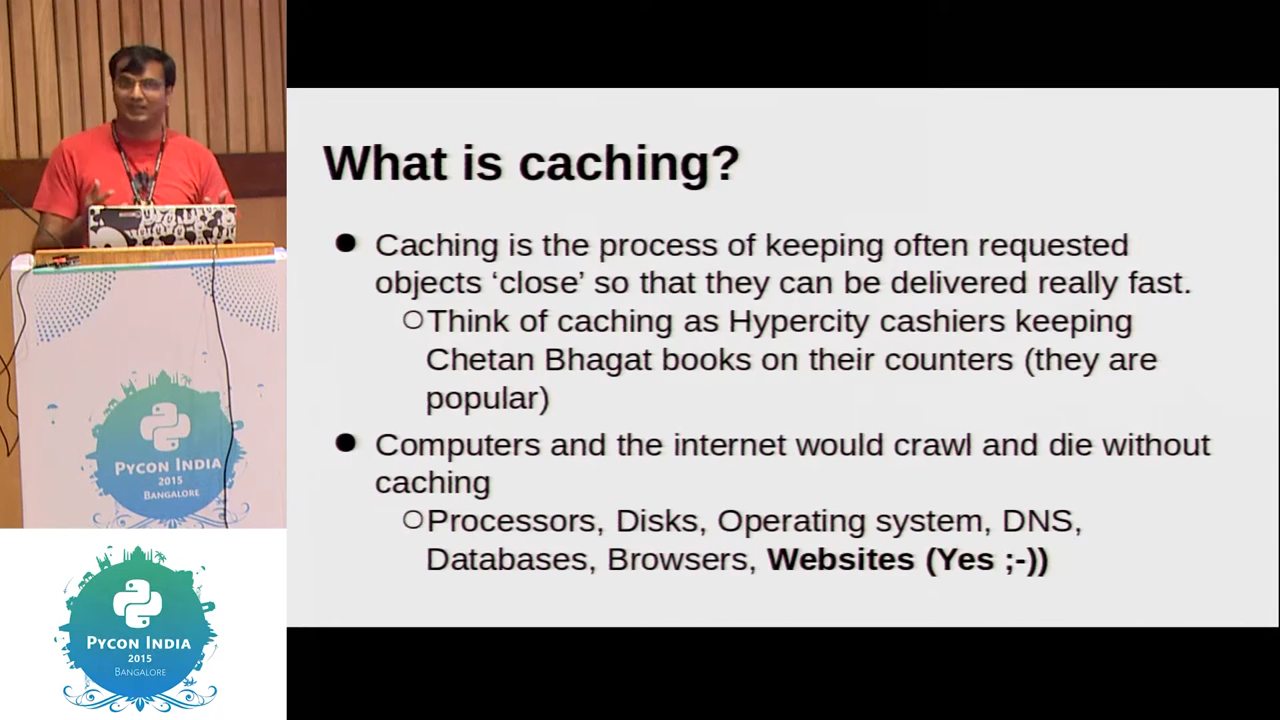 What is caching?
● Caching is the process of keeping often requested
objects ‘close’ so that they can be delivered really fast.
○Think of caching as Hypercity cashiers keeping
Chetan Bhagat books on their counters (they are
popular)
● Computers and the internet would crawl and die without
caching
○Processors, Disks, Operating system, DNS,
Databases, Browsers, Websites (Yes ;-))
PYCON INDIA
2015
BANGALORE
PYCON INDIA
2015
BANGALORE